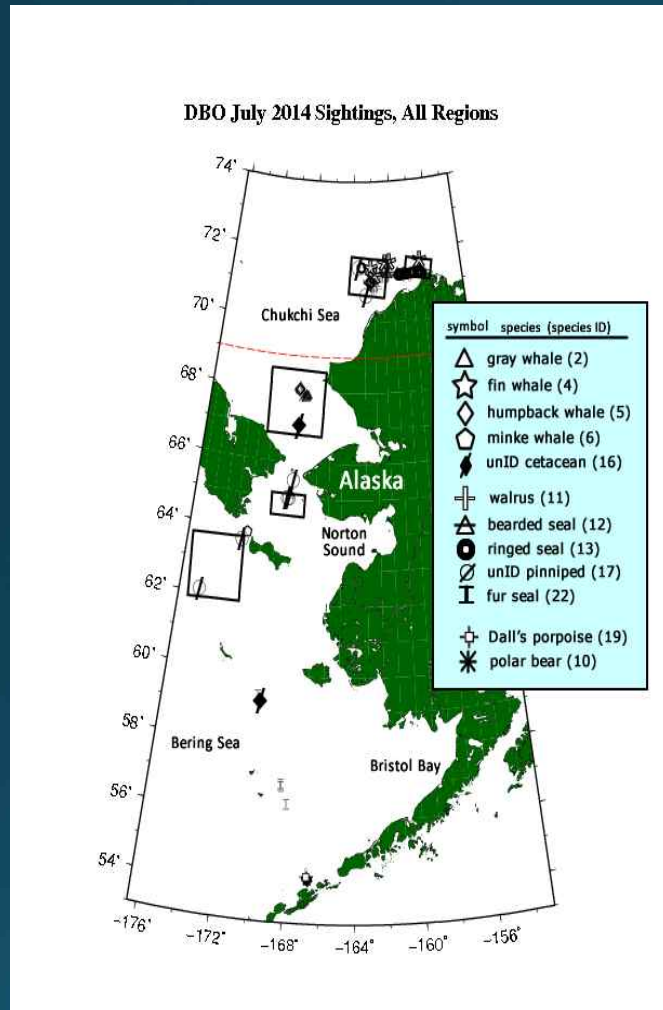 DBO July 2014 Sightings, All Regions
74°
72°
70°
68°
66°
64°
62°
60°
58°
56°
54°
Chukchi Sea
Alaska
Norton
Sound
Bering Sea
Bristol Bay
symbol species (species ID)
gray whale (2)
fin whale (4)
humpback whale (5)
minke whale (6)
unID cetacean (16)
walrus (11)
bearded seal (12)
ringed seal (13)
unID pinniped (17)
fur seal (22)
Dall's porpoise (19)
polar bear (10)
-176° -172° -168° -164° -160° -156°